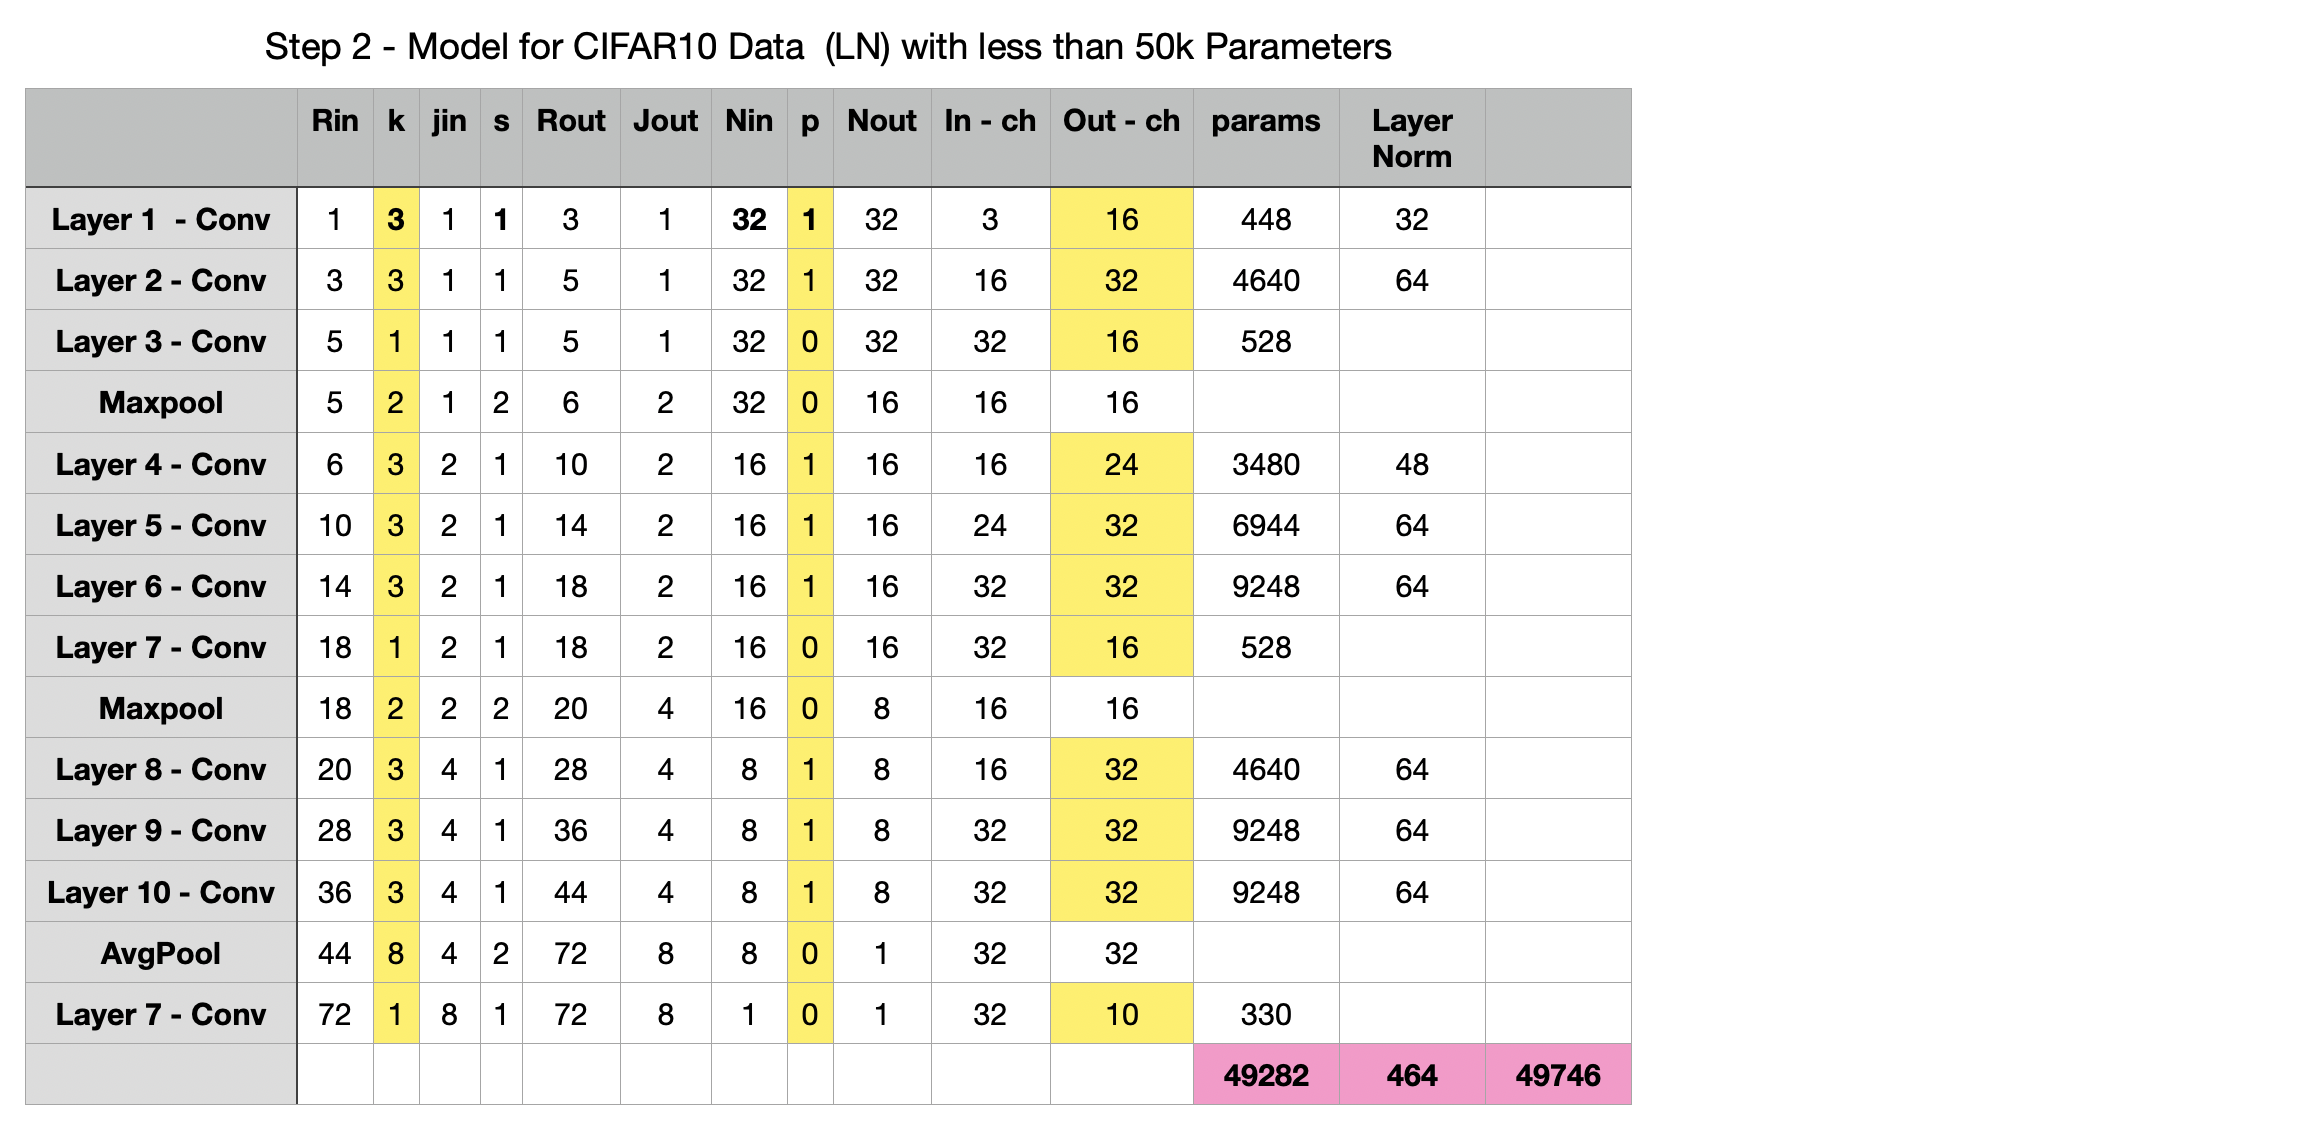 Step 2 - Model for CIFAR10 Data (LN) with less than 50k Parameters
Rin k jin s Rout Jout Nin p Nout In - ch Out - ch params Layer Norm
Layer 1 - Conv 1 3 1 1 3 1 32 1 32 3 16 448 32
Layer 2 - Conv 3 3 1 1 5 1 32 1 32 16 32 4640 64
Layer 3 - Conv 5 1 1 1 5 1 32 0 32 32 16 528
Maxpool 5 2 1 2 6 2 32 0 16 16 16
Layer 4 - Conv 6 3 2 1 10 2 16 1 16 16 24 3480 48
Layer 5 - Conv 10 3 2 1 14 2 16 1 16 24 32 6944 64
Layer 6 - Conv 14 3 2 1 18 2 16 1 16 32 32 9248 64
Layer 7 - Conv 18 1 2 1 18 2 16 0 16 32 16 528
Maxpool 18 2 2 2 20 4 16 0 8 16 16
Layer 8 - Conv 20 3 4 1 28 4 8 1 8 16 32 4640 64
Layer 9 - Conv 28 3 4 1 36 4 8 1 8 32 32 9248 64
Layer 10 - Conv 36 3 4 1 44 4 8 1 8 32 32 9248 64
AvgPool 44 8 4 2 72 8 8 0 1 32 32
Layer 7 - Conv 72 1 8 1 72 8 1 0 1 32 10 330
49282 464 49746